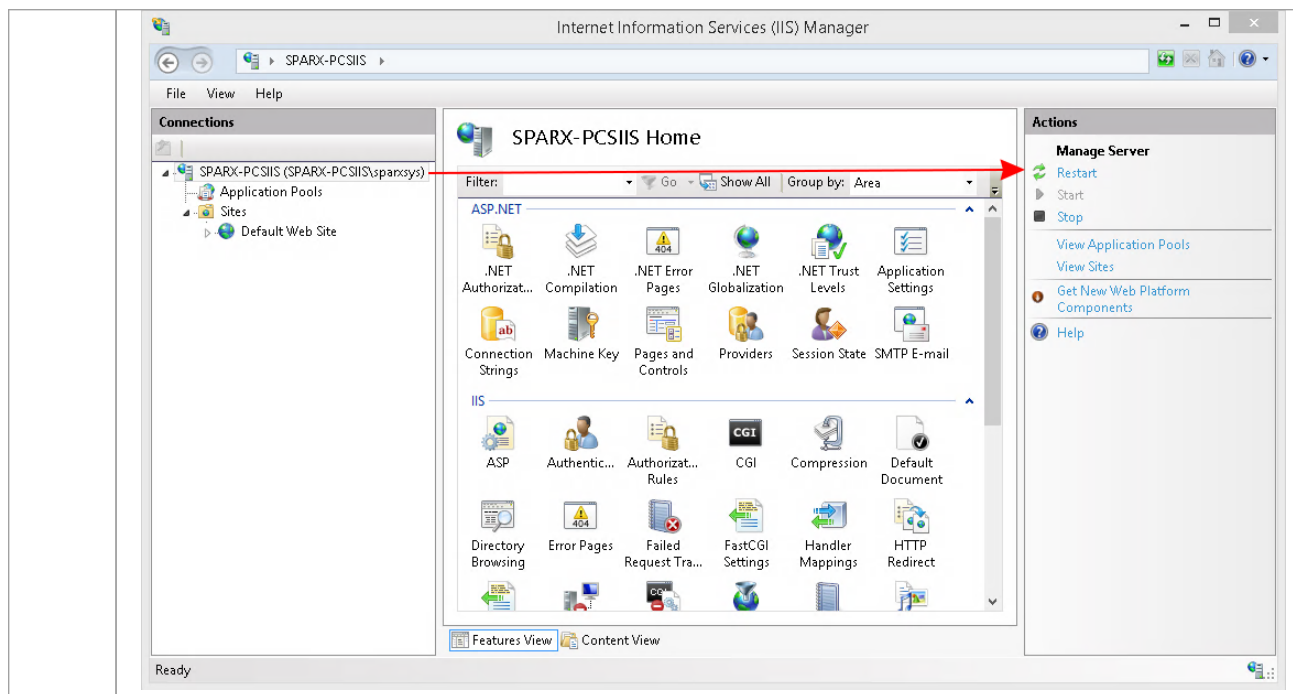 Internet Information Services (IIS) Manager
SPARX-PCSIIS
File View Help
Connections
SPARX-PCSIIS (SPARX-PCSIIS\sparxsys)
Application Pools
Sites
Default Web Site
SPARX-PCSIIS Home
Filter: Go Show All Group by: Area
ASP.NET
.NET Authorizat...
.NET Compilation
.NET Error Pages
.NET Globalization
.NET Trust Levels
Application Settings
Connection Strings
Machine Key
Pages and Controls
Providers
Session State
SMTP E-mail
IIS
ASP
Authentic...
Authorizat... Rules
CGI
Compression
Default Document
Directory Browsing
Error Pages
Failed Request Tra...
FastCGI Settings
Handler Mappings
HTTP Redirect
Features View Content View
Actions
Manage Server
Restart
Start
Stop
View Application Pools
View Sites
Get New Web Platform
Components
Help
Ready